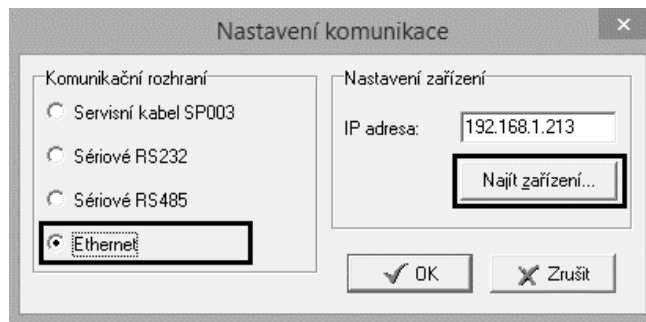 Nastavení komunikace
Komunikační rozhraní
Servisní kabel SP003
Sériové RS232
Sériové RS485
Ethernet
Nastavení zařízení
IP adresa: 192.168.1.213
Najít zařízení...
OK
Zrušit